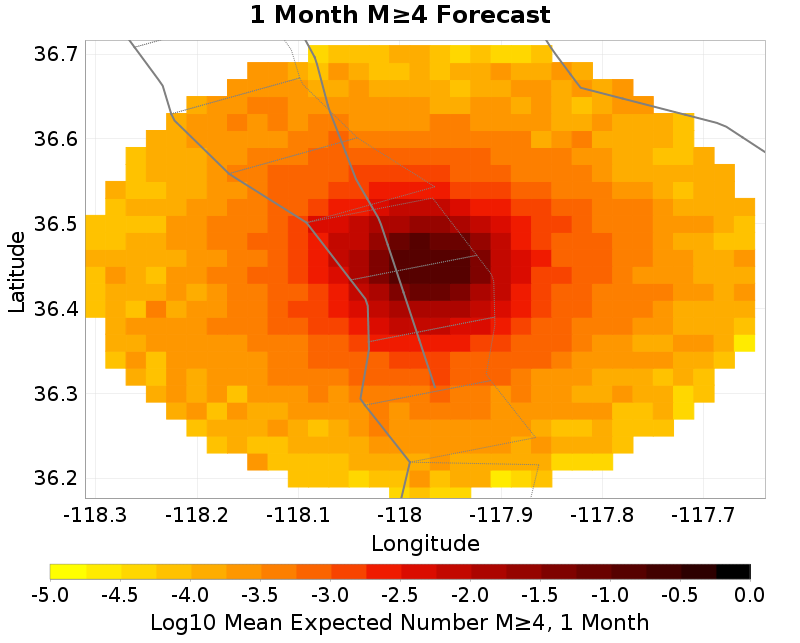 1 Month M≥4 Forecast
36.7
36.6
36.5
36.4
36.3
36.2
Latitude
-118.3 -118.2 -118.1 -118 -117.9 -117.8 -117.7
Longitude
-5.0 -4.5 -4.0 -3.5 -3.0 -2.5 -2.0 -1.5 -1.0 -0.5 0.0
Log10 Mean Expected Number M≥4, 1 Month